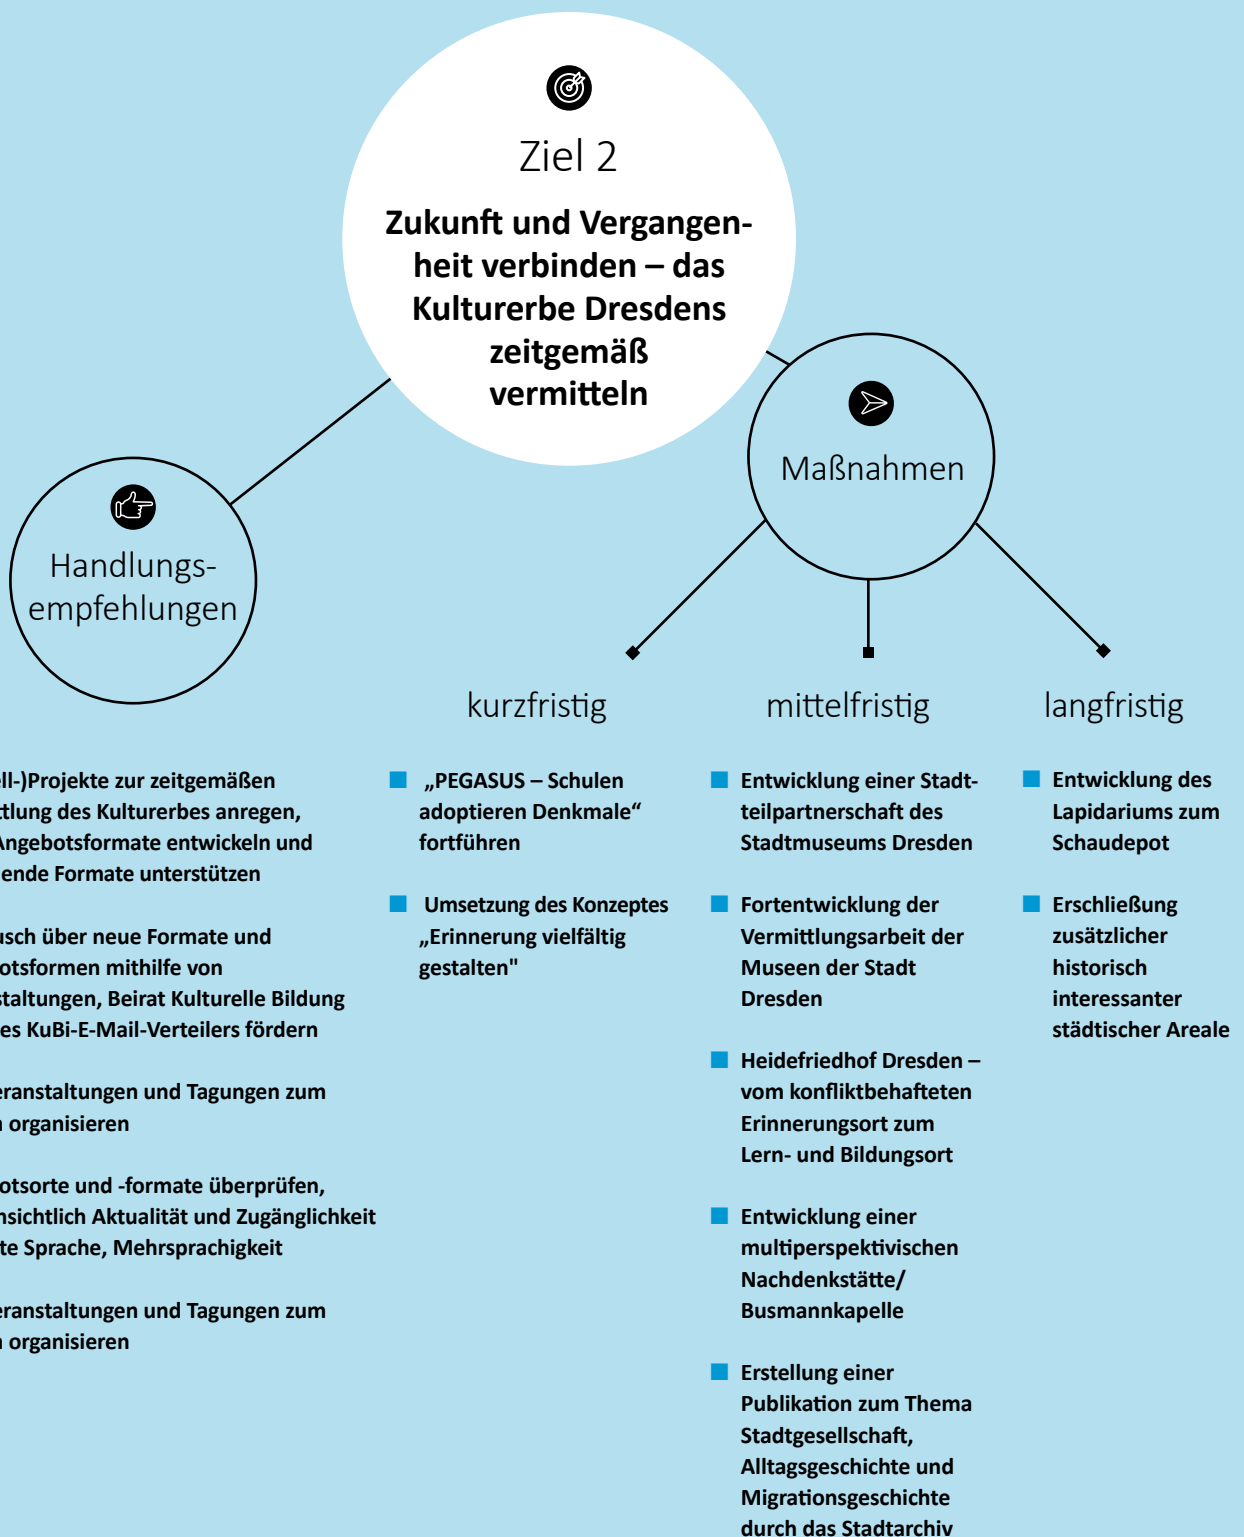 Ziel 2
Zukunft und Vergangen-
heit verbinden – das
Kulturerbe Dresdens
zeitgemäß
vermitteln
Handlungs-
empfehlungen
ell-)Projekte zur zeitgemäßen
ttlung des Kulturerbes anregen,
Angebotsformate entwickeln und
ende Formate unterstützen
usch über neue Formate und
otsformen mithilfe von
staltungen, Beirat Kulturelle Bildung
es KuBi-E-Mail-Verteilers fördern
eranstaltungen und Tagungen zum
organisieren
otsorte und -formate überprüfen,
nsichtlich Aktualität und Zugänglichkeit
te Sprache, Mehrsprachigkeit
eranstaltungen und Tagungen zum
organisieren
Maßnahmen
kurzfristig
„PEGASUS – Schulen
adoptieren Denkmale“
fortführen
Umsetzung des Konzeptes
„Erinnerung vielfältig
gestalten"
mittelfristig
Entwicklung einer Stadt-
teilpartnerschaft des
Stadtmuseums Dresden
Fortentwicklung der
Vermittlungsarbeit der
Museen der Stadt
Dresden
Heidefriedhof Dresden –
vom konfliktbehafteten
Erinnerungsort zum
Lern- und Bildungsort
Entwicklung einer
multiperspektivischen
Nachdenkstätte/
Busmannkapelle
Erstellung einer
Publikation zum Thema
Stadtgesellschaft,
Alltagsgeschichte und
Migrationsgeschichte
durch das Stadtarchiv
langfristig
Entwicklung des
Lapidariums zum
Schaudepot
Erschließung
zusätzlicher
historisch
interessanter
städtischer Areale